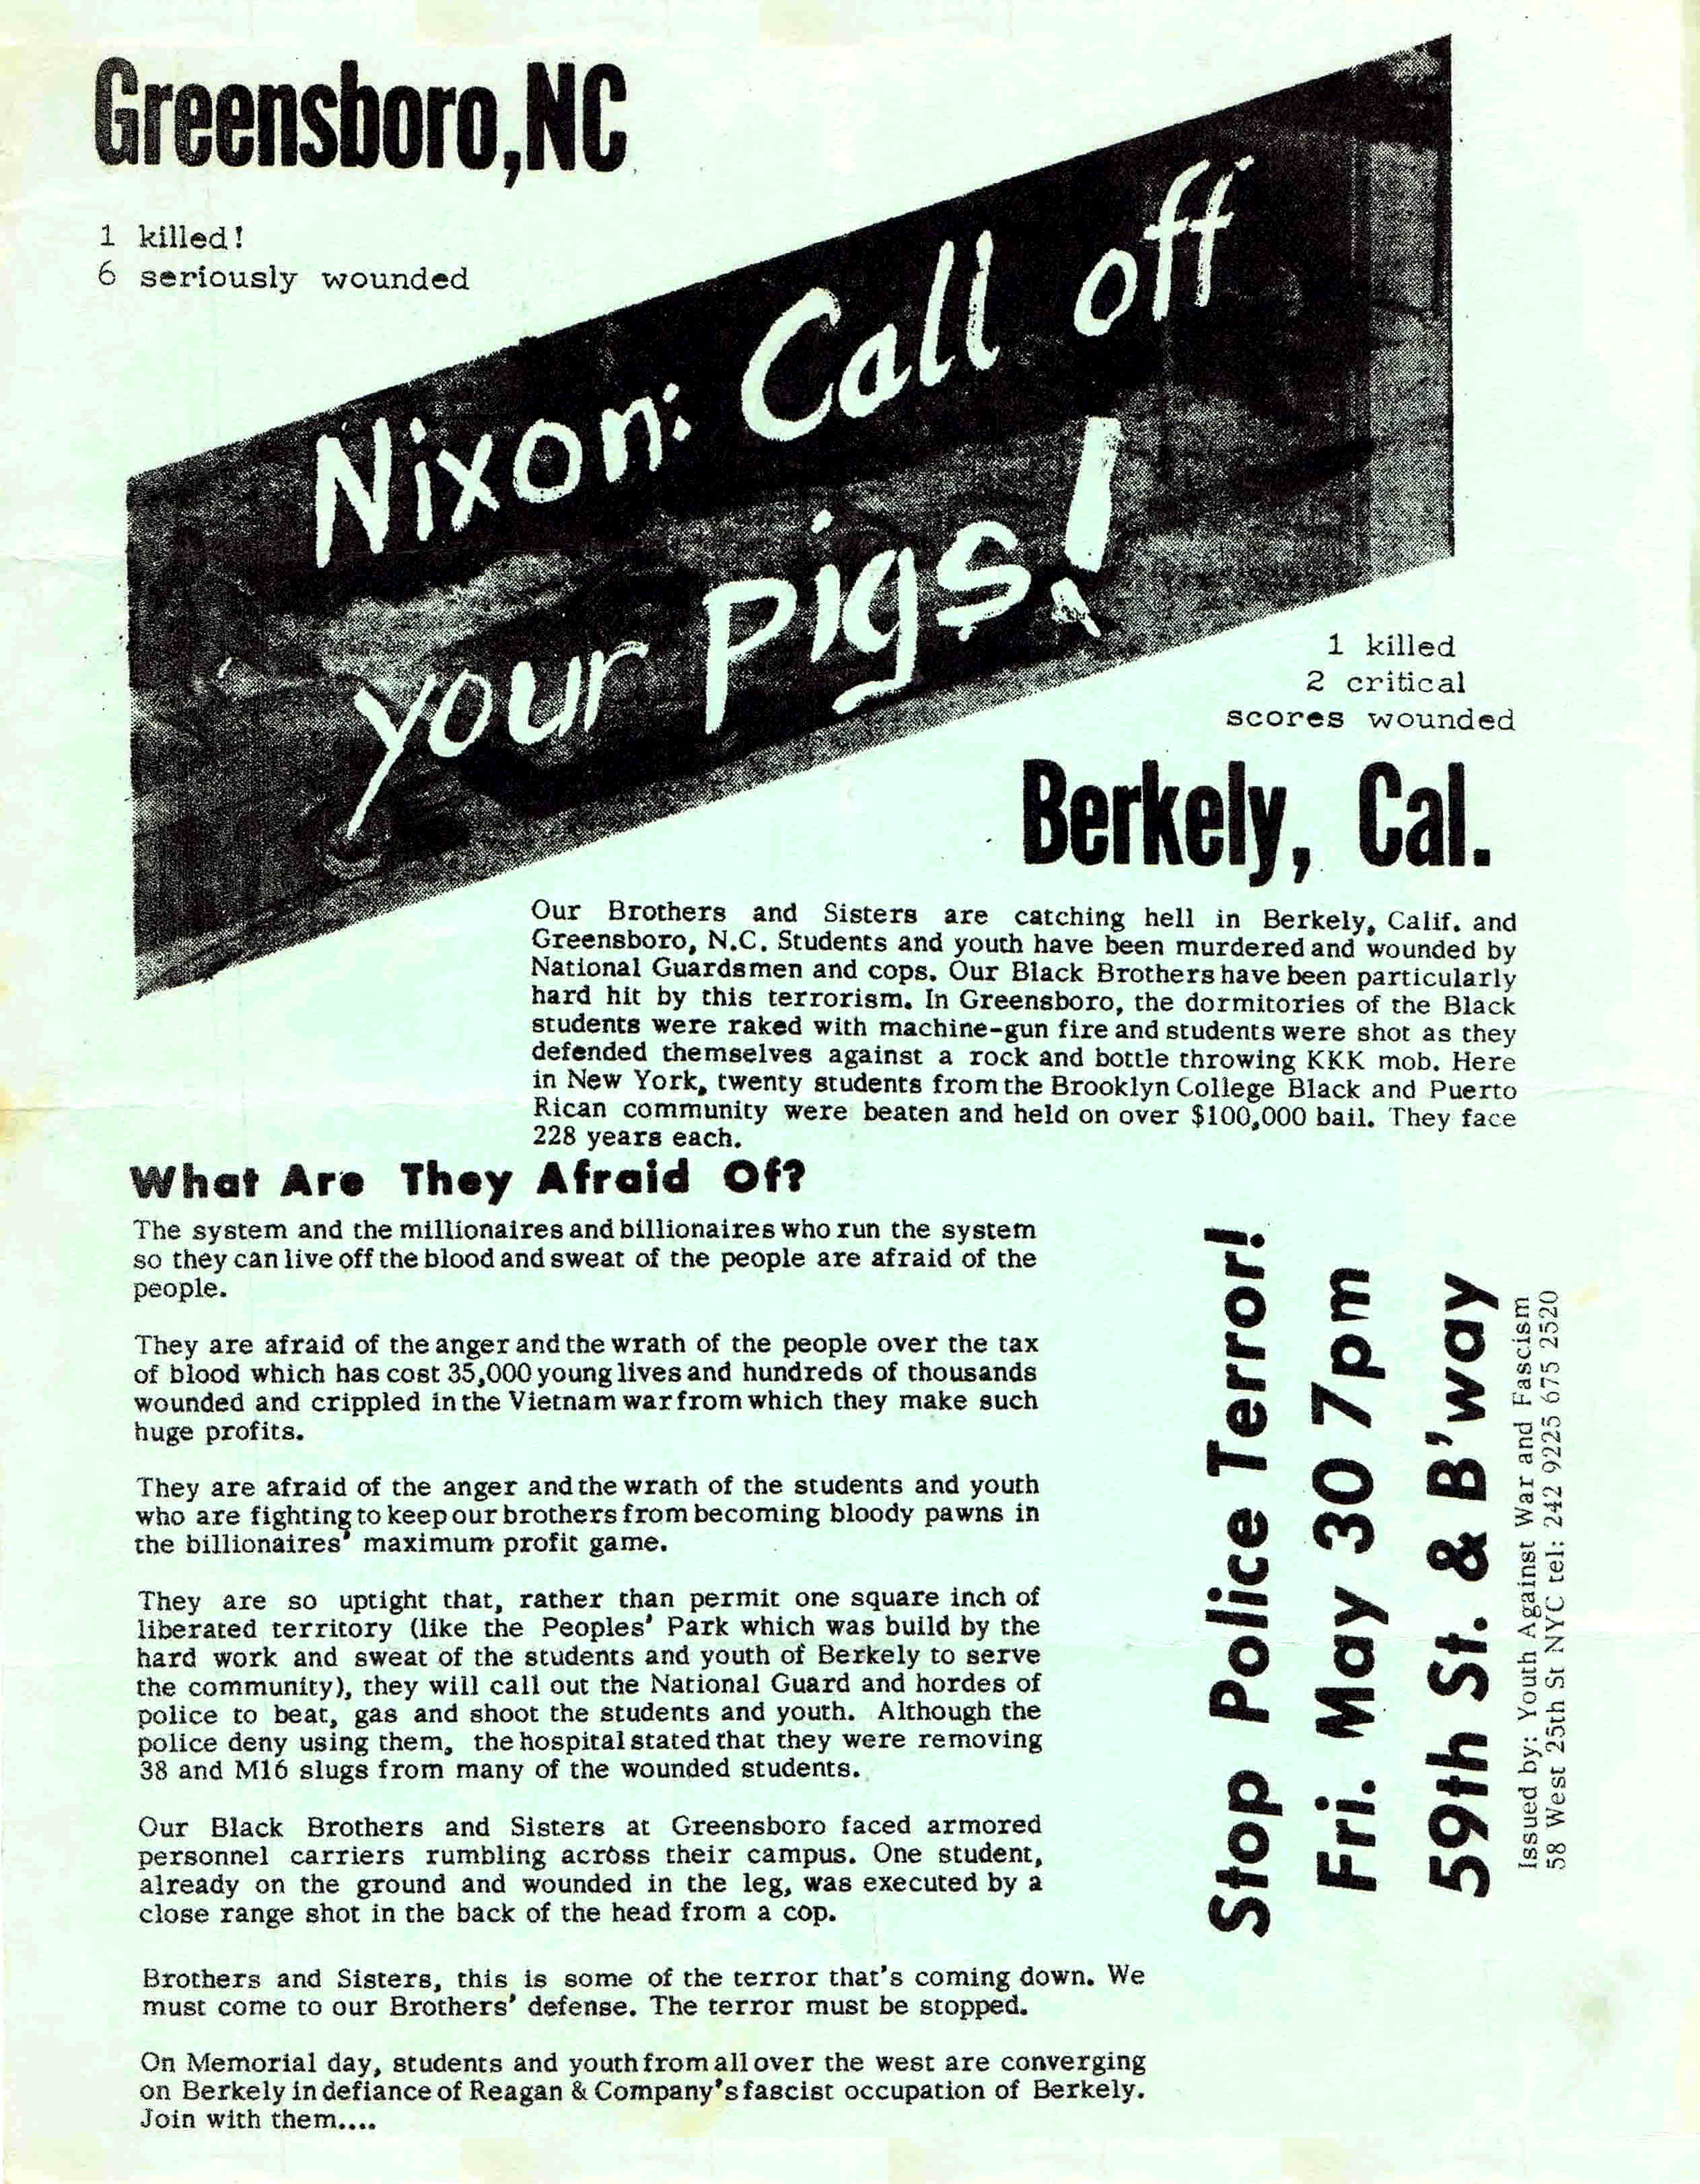 Greensboro,NC
1 killed!
6 seriously wounded
Nixon: Call off
your pigs!
1 killed
2 critical
scores wounded
Berkely, Cal.
Our Brothers and Sisters are catching hell in Berkely, Calif. and
Greensboro, N.C. Students and youth have been murdered and wounded by
National Guardsmen and cops. Our Black Brothers have been particularly
hard hit by this terrorism. In Greensboro, the dormitories of the Black
students were raked with machine-gun fire and students were shot as they
defended themselves against a rock and bottle throwing KKK mob. Here
in New York, twenty students from the Brooklyn College Black and Puerto
Rican community were beaten and held on over $100,000 bail. They face
228 years each.
What Are They Afraid Of?
The system and the millionaires and billionaires who run the system
so they can live off the blood and sweat of the people are afraid of the
people.
They are afraid of the anger and the wrath of the people over the tax
of blood which has cost 35,000 young lives and hundreds of thousands
wounded and crippled in the Vietnam war from which they make such
huge profits.
They are afraid of the anger and the wrath of the students and youth
who are fighting to keep our brothers from becoming bloody pawns in
the billionaires' maximum profit game.
They are so uptight that, rather than permit one square inch of
liberated territory (like the Peoples' Park which was build by the
hard work and sweat of the students and youth of Berkely to serve
the community), they will call out the National Guard and hordes of
police to beat, gas and shoot the students and youth. Although the
police deny using them, the hospital stated that they were removing
38 and M16 slugs from many of the wounded students.
Our Black Brothers and Sisters at Greensboro faced armored
personnel carriers rumbling across their campus. One student,
already on the ground and wounded in the leg, was executed by a
close range shot in the back of the head from a cop.
Brothers and Sisters, this is some of the terror that's coming down. We
must come to our Brothers' defense. The terror must be stopped.
On Memorial day, students and youth from all over the west are converging
on Berkely in defiance of Reagan & Company's fascist occupation of Berkely.
Join with them....
Stop Police Terror!
Fri. May 30 7pm
59th St. & B'way
Issued by: Youth Against War and Fascism
58 West 25th St NYC tel: 242 9225 675 2520